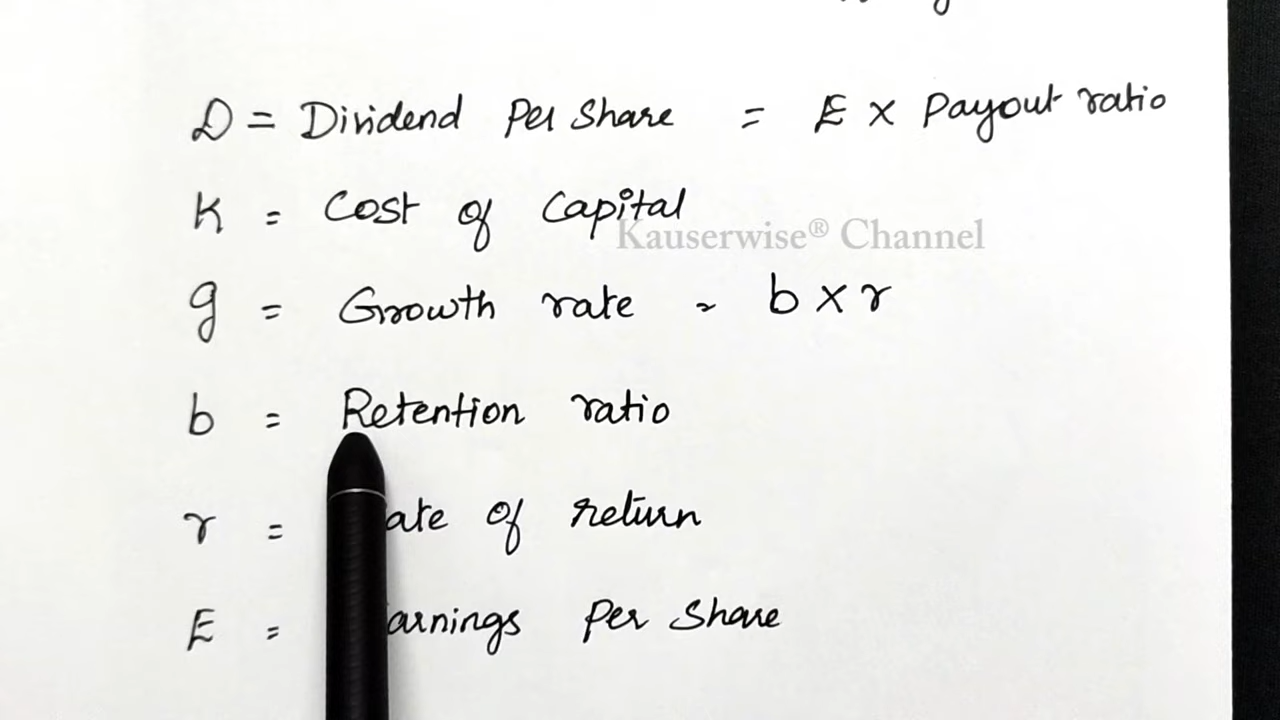 D = Dividend Per Share = E × Payout ratio
K = Cost of Capital
Kauserwise® Channel
g = Growth rate = b × r
b = Retention ratio
r = ate of return
E = arnings Per Share